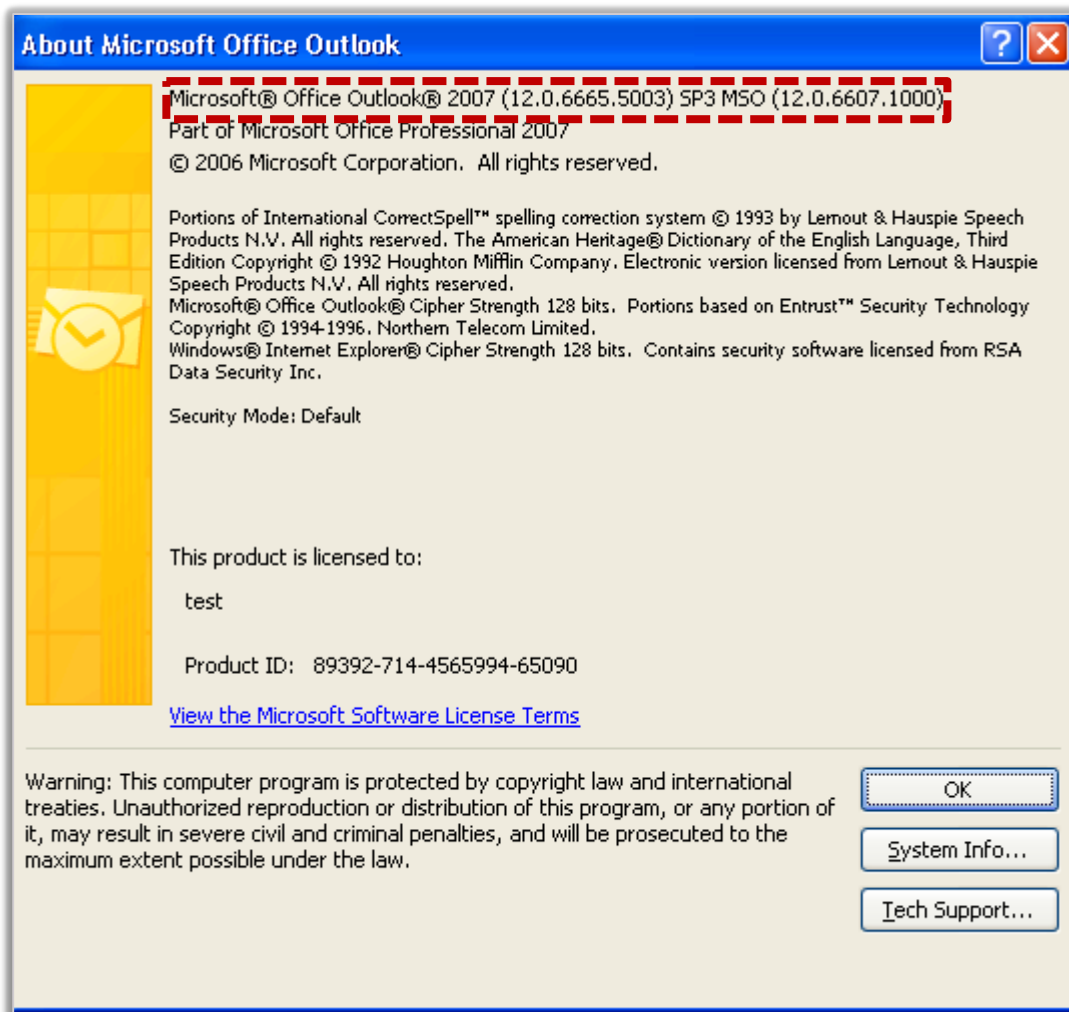 About Microsoft Office Outlook
Microsoft® Office Outlook® 2007 (12.0.6665.5003) SP3 MSO (12.0.6607.1000)
Part of Microsoft Office Professional 2007
© 2006 Microsoft Corporation. All rights reserved.
Portions of International CorrectSpell™ spelling correction system © 1993 by Lernout & Hauspie Speech
Products N.V. All rights reserved. The American Heritage® Dictionary of the English Language, Third
Edition Copyright © 1992 Houghton Mifflin Company. Electronic version licensed from Lernout & Hauspie
Speech Products N.V. All rights reserved.
Microsoft® Office Outlook® Cipher Strength 128 bits. Portions based on Entrust™ Security Technology
Copyright © 1994-1996. Northern Telecom Limited.
Windows® Internet Explorer® Cipher Strength 128 bits. Contains security software licensed from RSA
Data Security Inc.
Security Mode: Default
This product is licensed to:
test
Product ID: 89392-714-4565994-65090
View the Microsoft Software License Terms
Warning: This computer program is protected by copyright law and international
treaties. Unauthorized reproduction or distribution of this program, or any portion of
it, may result in severe civil and criminal penalties, and will be prosecuted to the
maximum extent possible under the law.
OK
System Info...
Tech Support...